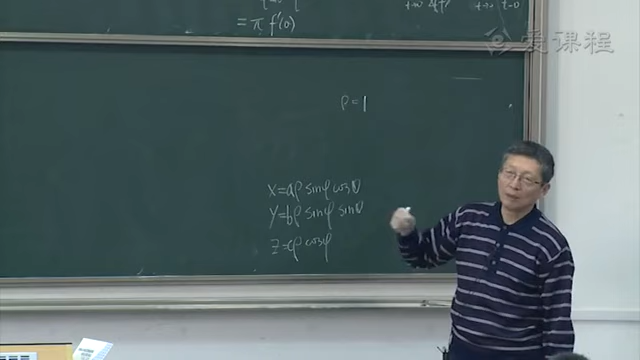 = π f'(0)
爱课程
ρ = 1
x = aρ sinφ cosθ
y = bρ sinφ sinθ
z = cρ cosφ